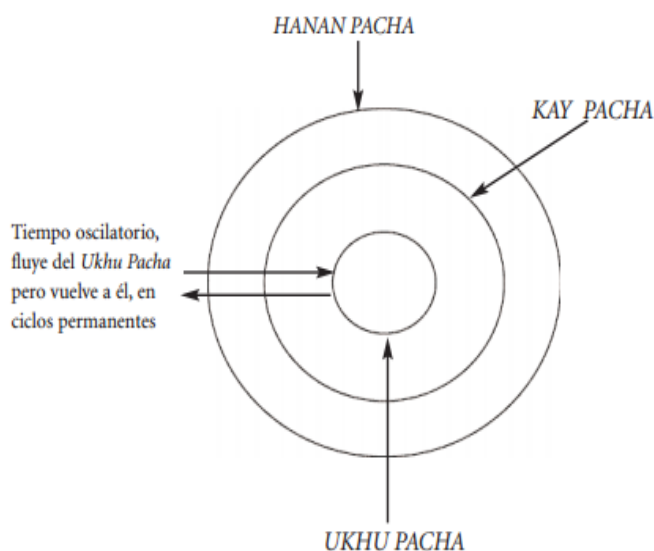 HANAN PACHA
KAY PACHA
Tiempo oscilatorio,
fluye del Ukhu Pacha
pero vuelve a él, en
ciclos permanentes
UKHU PACHA